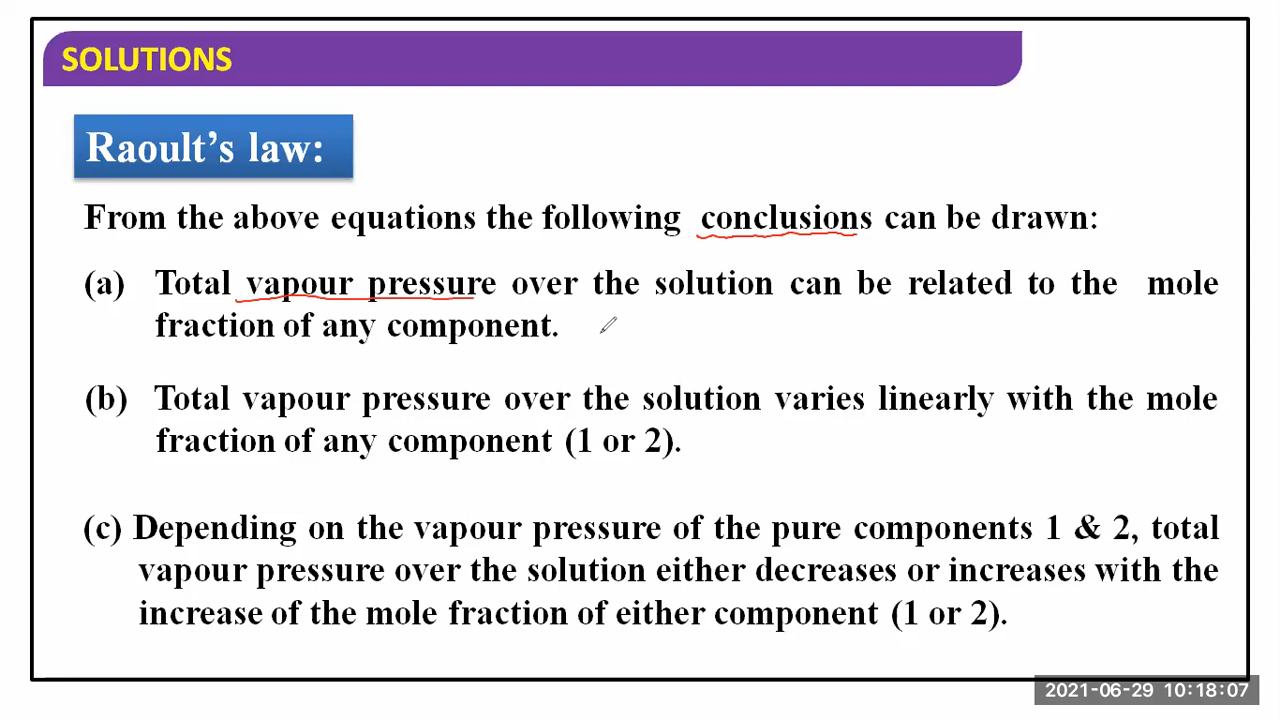 SOLUTIONS
Raoult’s law:
From the above equations the following conclusions can be drawn:
(a) Total vapour pressure over the solution can be related to the mole
fraction of any component.
(b) Total vapour pressure over the solution varies linearly with the mole
fraction of any component (1 or 2).
(c) Depending on the vapour pressure of the pure components 1 & 2, total
vapour pressure over the solution either decreases or increases with the
increase of the mole fraction of either component (1 or 2).
2021-06-29 10:18:07